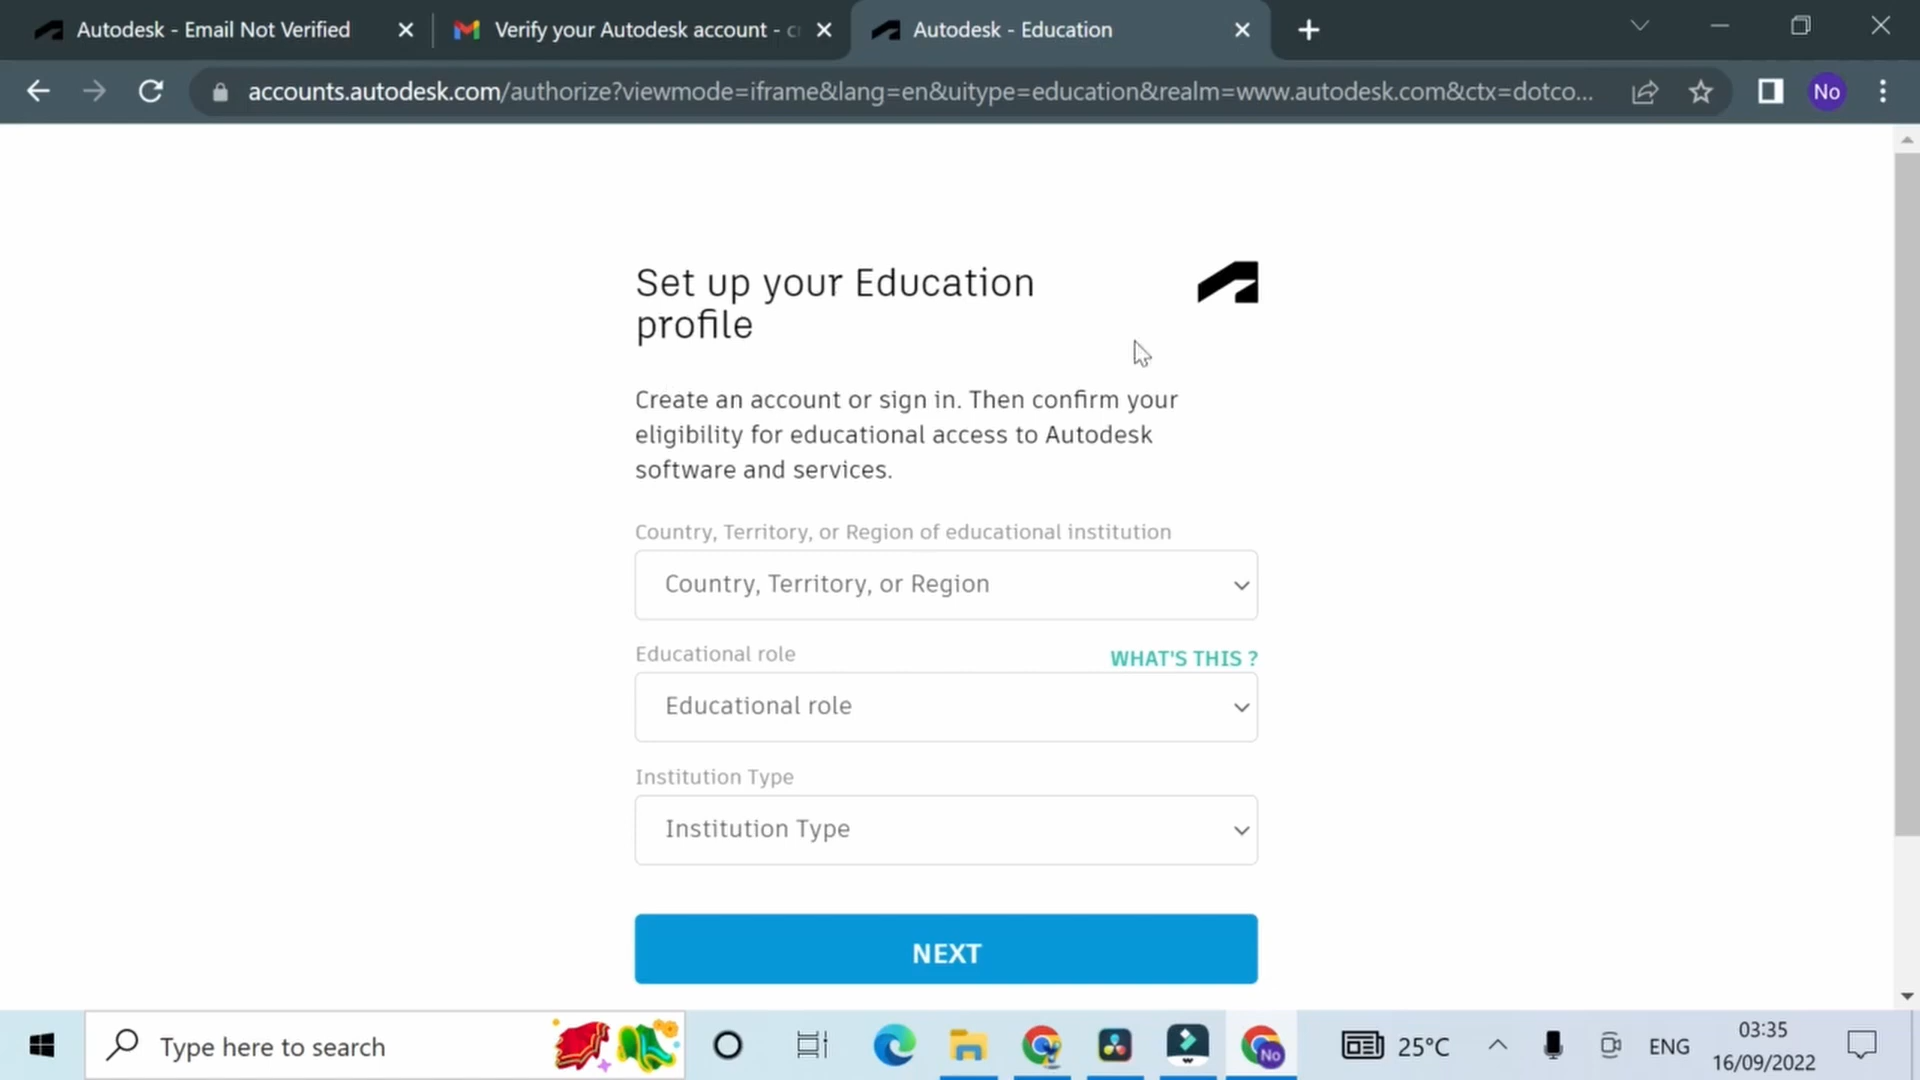 Autodesk - Email Not Verified
Verify your Autodesk account - c
Autodesk - Education
accounts.autodesk.com/authorize?viewmode=iframe&lang=en&uitype=education&realm=www.autodesk.com&ctx=dotco...
No
Set up your Education
profile
Create an account or sign in. Then confirm your
eligibility for educational access to Autodesk
software and services.
Country, Territory, or Region of educational institution
Country, Territory, or Region
Educational role
WHAT'S THIS ?
Educational role
Institution Type
Institution Type
NEXT
Type here to search
No
25°C
ENG
03:35
16/09/2022